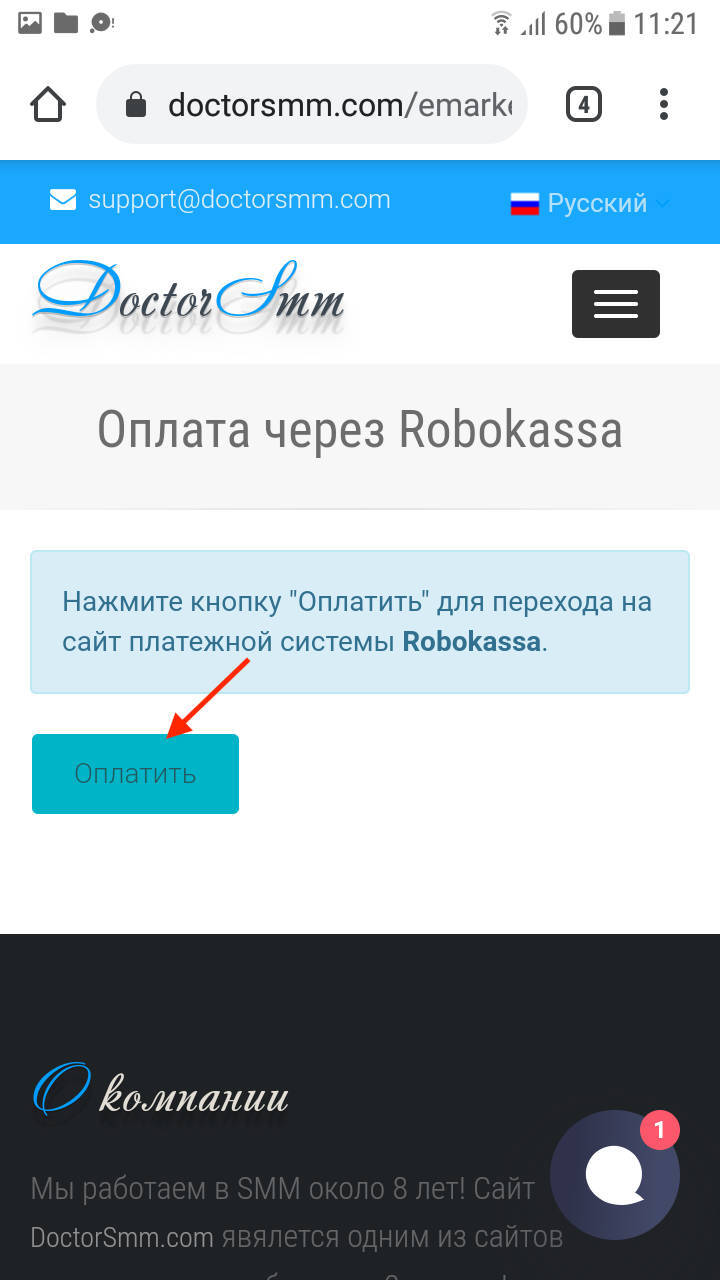 60% 11:21
doctorsmm.com/emark
4
support@doctorsmm.com Русский
DoctorSmm
Оплата через Robokassa
Нажмите кнопку "Оплатить" для перехода на
сайт платежной системы Robokassa.
Оплатить
О компании
1
Мы работаем в SMM около 8 лет! Сайт
DoctorSmm.com является одним из сайтов